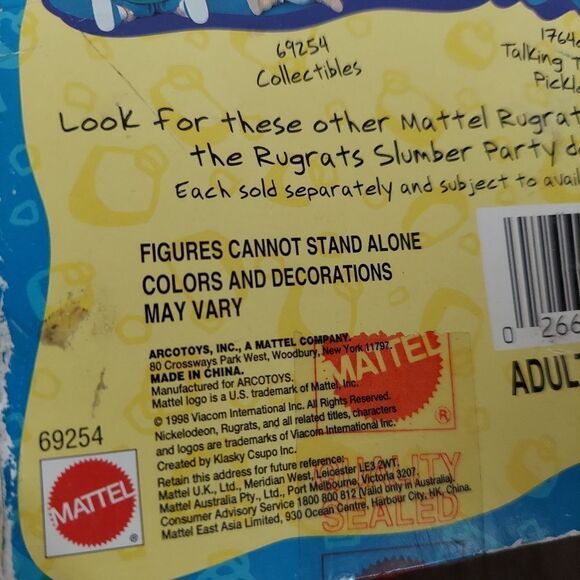 69254
Collectibles
Talking
Look for these other Mattel Rugrat
the Rugrats Slumber Party d
Each sold separately and subject to avail
FIGURES CANNOT STAND ALONE
COLORS AND DECORATIONS
MAY VARY
0 266
ADUL
ARCOTOYS, INC., A MATTEL COMPANY.
80 Crossways Park West, Woodbury, New York 11797.
MADE IN CHINA.
Manufactured for ARCOTOYS.
Mattel logo is a U.S. trademark of Mattel, Inc.
© 1998 Viacom International Inc. All Rights Reserved.
Nickelodeon, Rugrats, and all related titles, characters
and logos are trademarks of Viacom International Inc.
Created by Klasky Csupo Inc.
Retain this address for future reference:
Mattel U.K., Ltd., Meridian West, Leicester LE3 2WT.
Mattel Australia Pty., Ltd., Port Melbourne, Victoria 3207.
Consumer Advisory Service 1 800 800 812 (Valid only in Australia).
Mattel East Asia Limited, 930 Ocean Centre, Harbour City, HK, China.
69254
MATTEL
®
MATTEL
®
QUALITY
SEALED